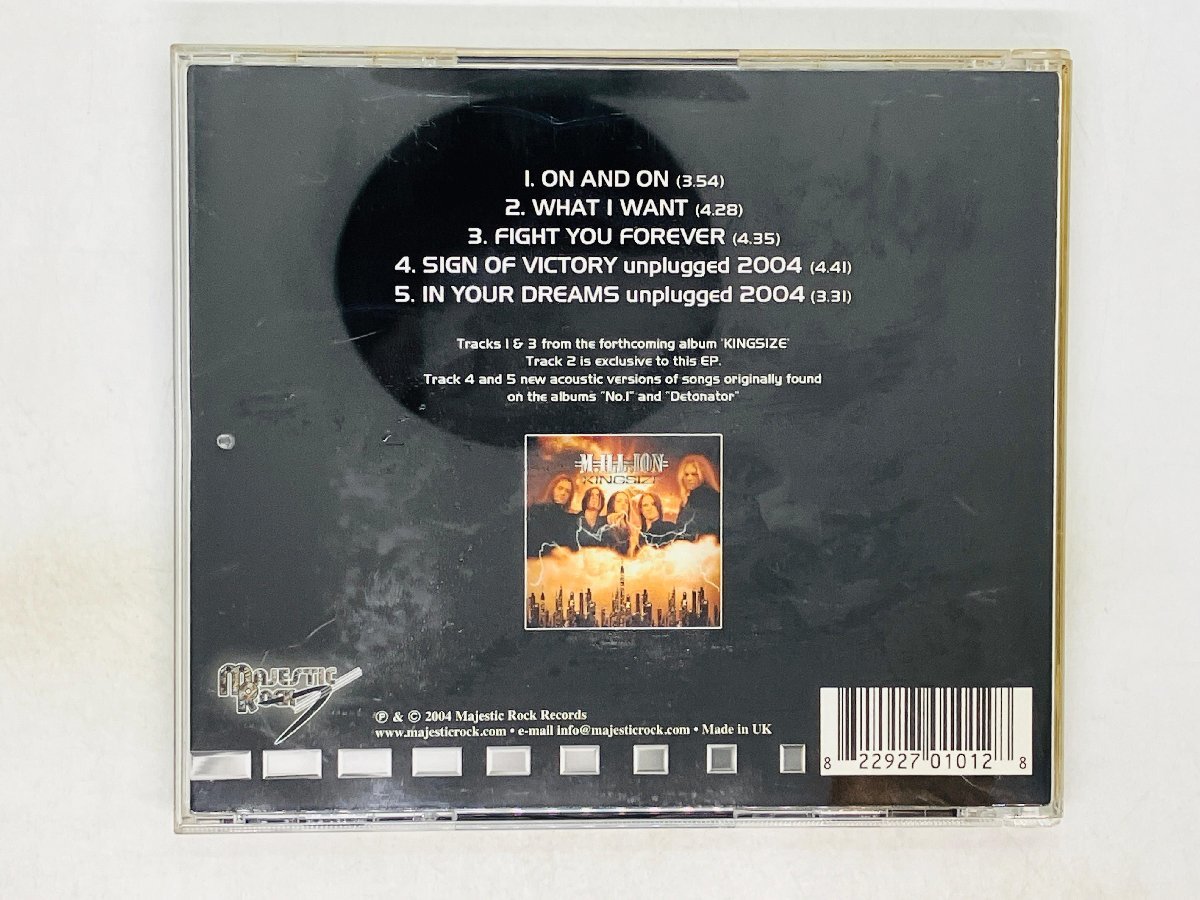 1. ON AND ON (3.54)
2. WHAT I WANT (4.28)
3. FIGHT YOU FOREVER (4.35)
4. SIGN OF VICTORY unplugged 2004 (4.41)
5. IN YOUR DREAMS unplugged 2004 (3.31)
Tracks 1 & 3 from the forthcoming album 'KINGSIZE'
Track 2 is exclusive to this EP.
Track 4 and 5 new acoustic versions of songs originally found
on the albums "No.1" and "Detonator"
M.ILL.ION
KINGSIZE
MAJESTIC
ROCK
℗ & © 2004 Majestic Rock Records
www.majesticrock.com • e-mail info@majesticrock.com • Made in UK
8 22927 01012 8